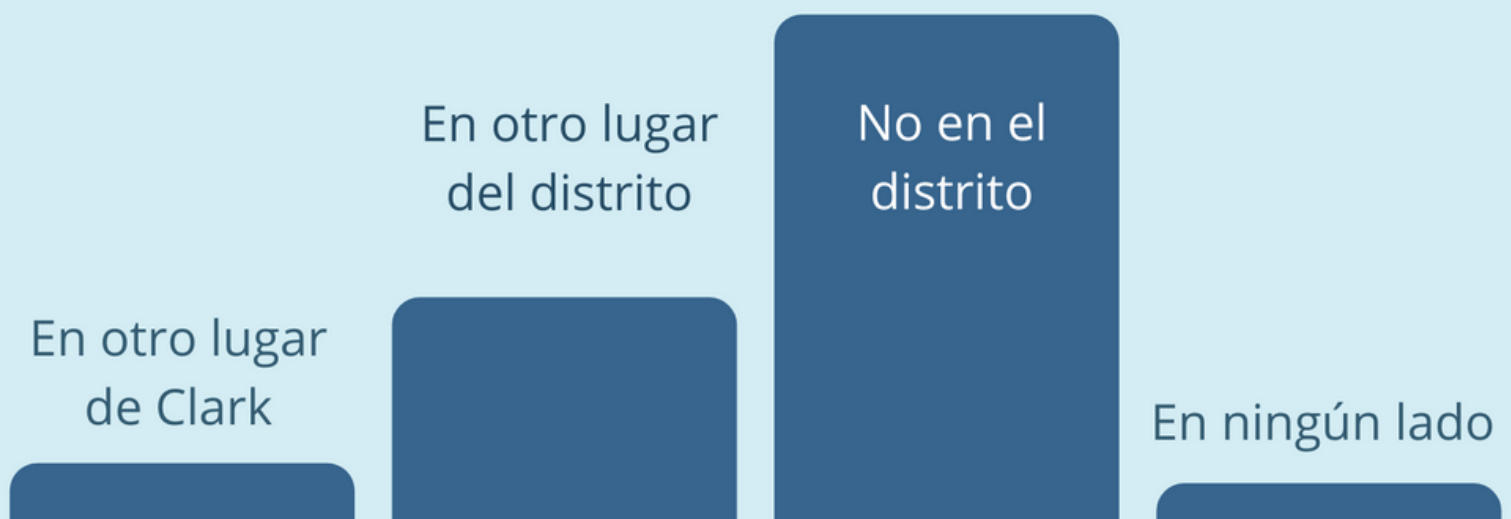 En otro lugar
de Clark
En otro lugar
del distrito
No en el
distrito
En ningún lado